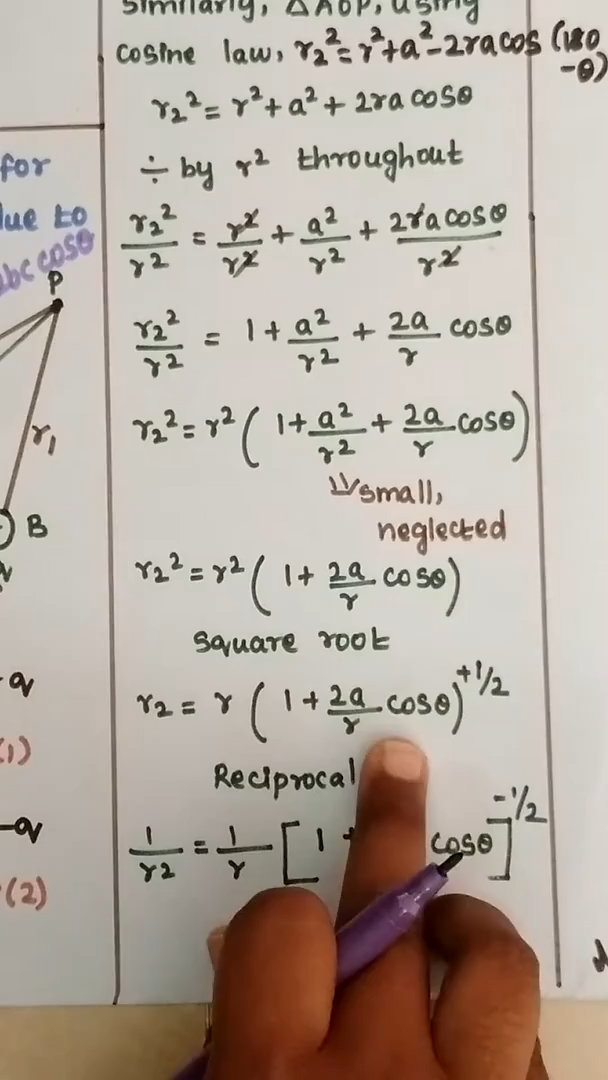 Similarly, △AOP, using
cosine law, r₂² = r² + a² - 2ra cos (180 - θ)
r₂² = r² + a² + 2ra cosθ
÷ by r² throughout
r₂²/r² = r²/r² + a²/r² + 2ra cosθ/r²
r₂²/r² = 1 + a²/r² + 2a/r cosθ
r₂² = r² ( 1 + a²/r² + 2a/r cosθ )
⇓ small,
neglected
r₂² = r² ( 1 + 2a/r cosθ )
square root
r₂ = r ( 1 + 2a/r cosθ )^+1/2
Reciprocal
1/r2 = 1/r [ 1 + cosθ ]^-1/2
for
due to
abc cosθ
P
r₁
B
-q
(1)
-q
(2)